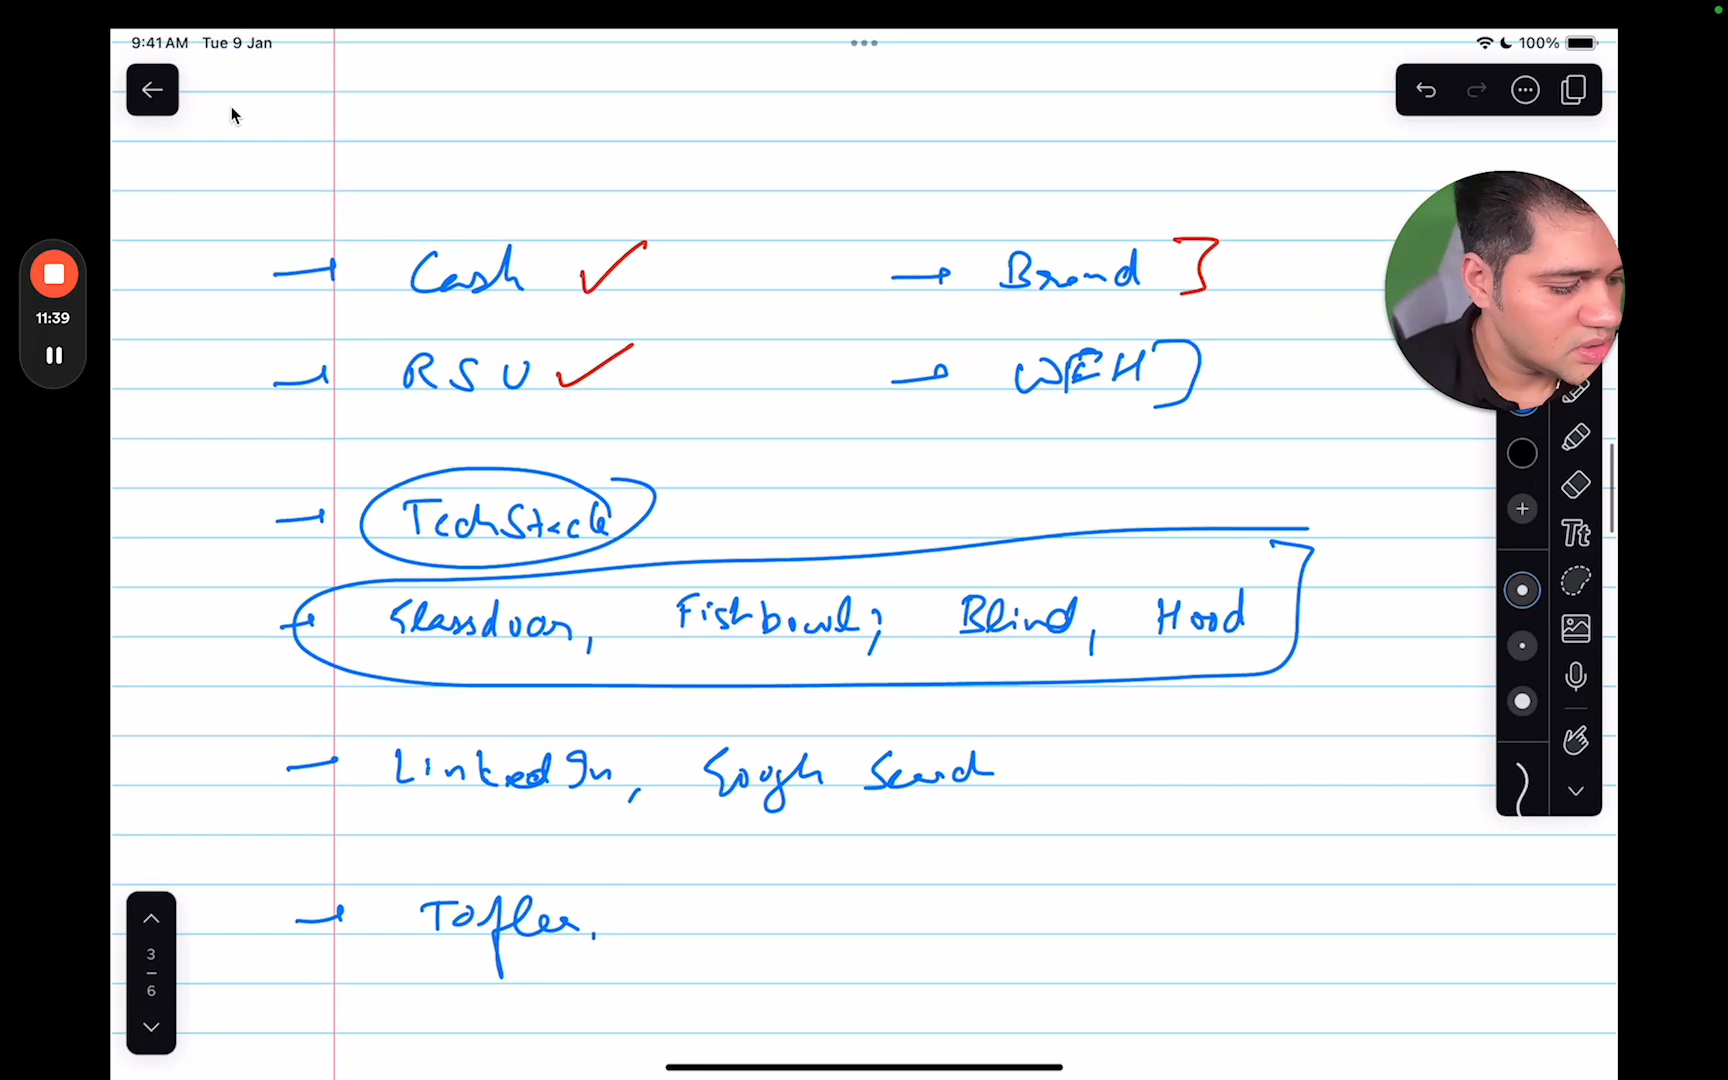 9:41 AM Tue 9 Jan
100%
11:39
→ Cash ✓ → Brand
→ RSU ✓ → WFH
→ TechStack
→ Glassdoor, Fishbowl; Blind, Hood
→ LinkedIn, Google Search
→ Tofler,
Tt
3
6